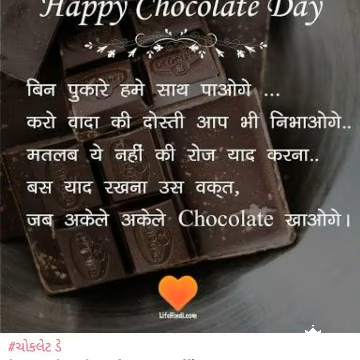 Happy Chocolate Day
बिन पुकारे हमे साथ पाओगे ...
करो वादा की दोस्ती आप भी निभाओगे..
मतलब ये नहीं की रोज याद करना..
बस याद रखना उस वक्त,
जब अकेले अकेले Chocolate खाओगे।
LifeHindi.com
#ચોકલેટ ડે